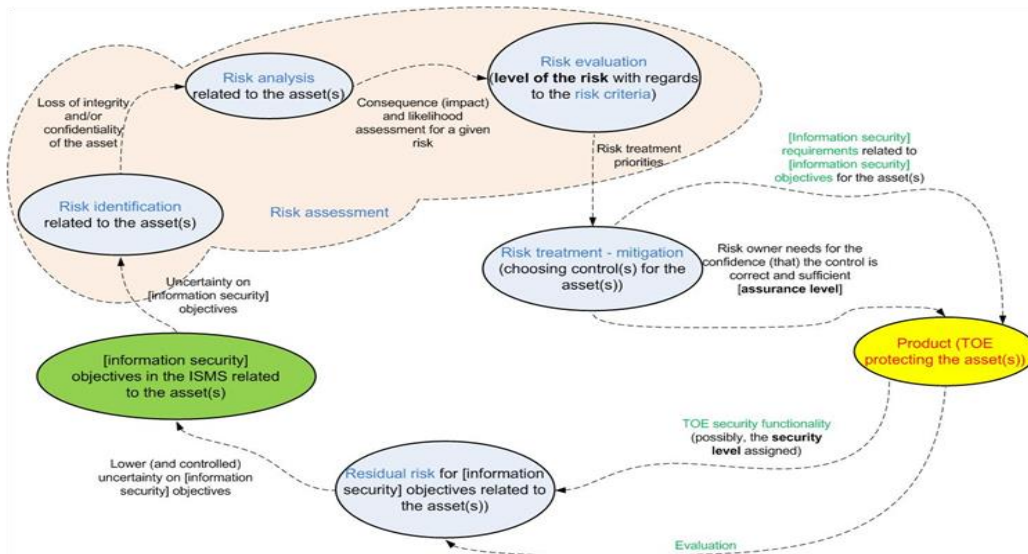 Risk analysis
related to the asset(s)
Risk evaluation
(level of the risk with regards
to the risk criteria)
Loss of integrity
and/or
confidentiality
of the asset
Consequence (impact)
and likelihood
assessment for a given
risk
Risk treatment
priorities
[Information security]
requirements related to
[information security]
objectives for the asset(s)
Risk identification
related to the asset(s)
Risk assessment
Risk treatment - mitigation
(choosing control(s) for the
asset(s))
Risk owner needs for the
confidence (that) the control is
correct and sufficient
[assurance level]
Uncertainty on
[information security]
objectives
[information security]
objectives in the ISMS related
to the asset(s)
Product (TOE
protecting the asset(s))
TOE security functionality
(possibly, the security
level assigned)
Lower (and controlled)
uncertainty on [information
security] objectives
Residual risk for [information
security] objectives related to
the asset(s))
Evaluation